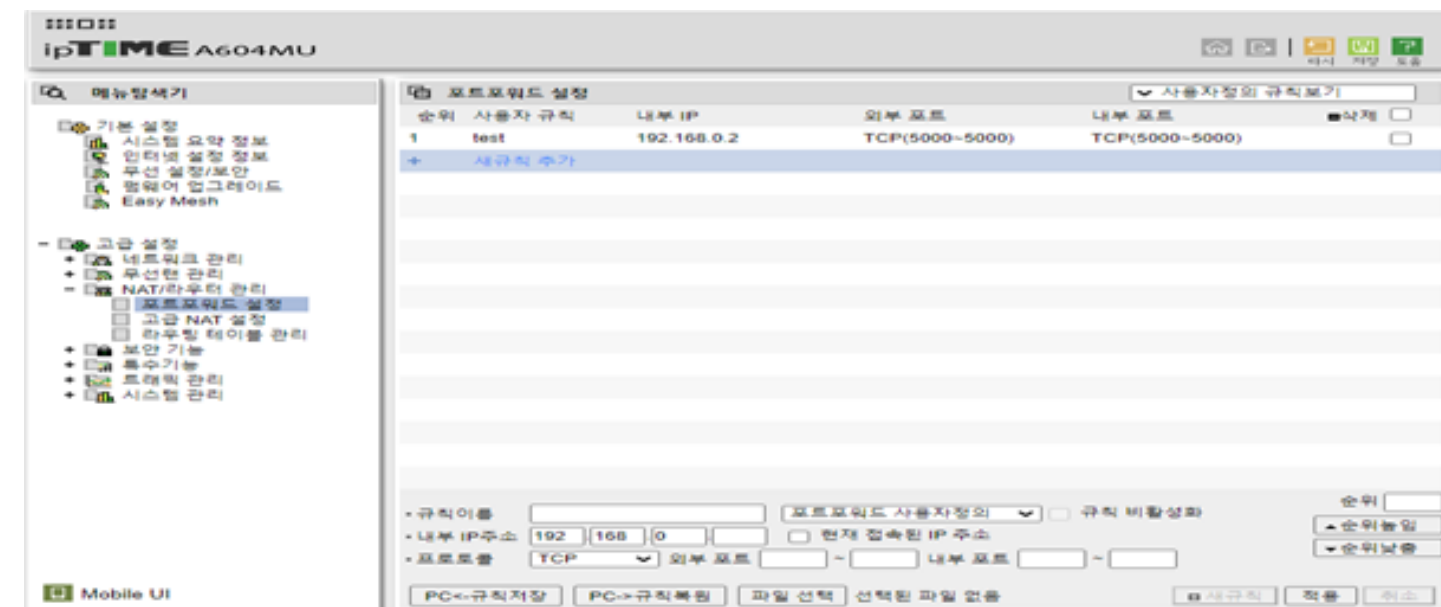 ipTIME A604MU
다시 저장 도움
메뉴탐색기
기본 설정
시스템 요약 정보
인터넷 설정 정보
무선 설정/보안
펌웨어 업그레이드
Easy Mesh
고급 설정
네트워크 관리
무선랜 관리
NAT/라우터 관리
포트포워드 설정
고급 NAT 설정
라우팅 테이블 관리
보안 기능
특수기능
트래픽 관리
시스템 관리
Mobile UI
포트포워드 설정 사용자정의 규칙보기
순위 사용자 규칙 내부 IP 외부 포트 내부 포트 삭제
1 test 192.168.0.2 TCP(5000~5000) TCP(5000~5000)
+ 새규칙 추가
순위
규칙이름 포트포워드 사용자정의 규칙 비활성화
▲순위높임
내부 IP주소 192 . 168 . 0 . 현재 접속된 IP 주소
▼순위낮춤
프로토콜 TCP 외부 포트 ~ 내부 포트 ~
PC<-규칙저장 PC->규칙복원 파일 선택 선택된 파일 없음 새규칙 적용 취소